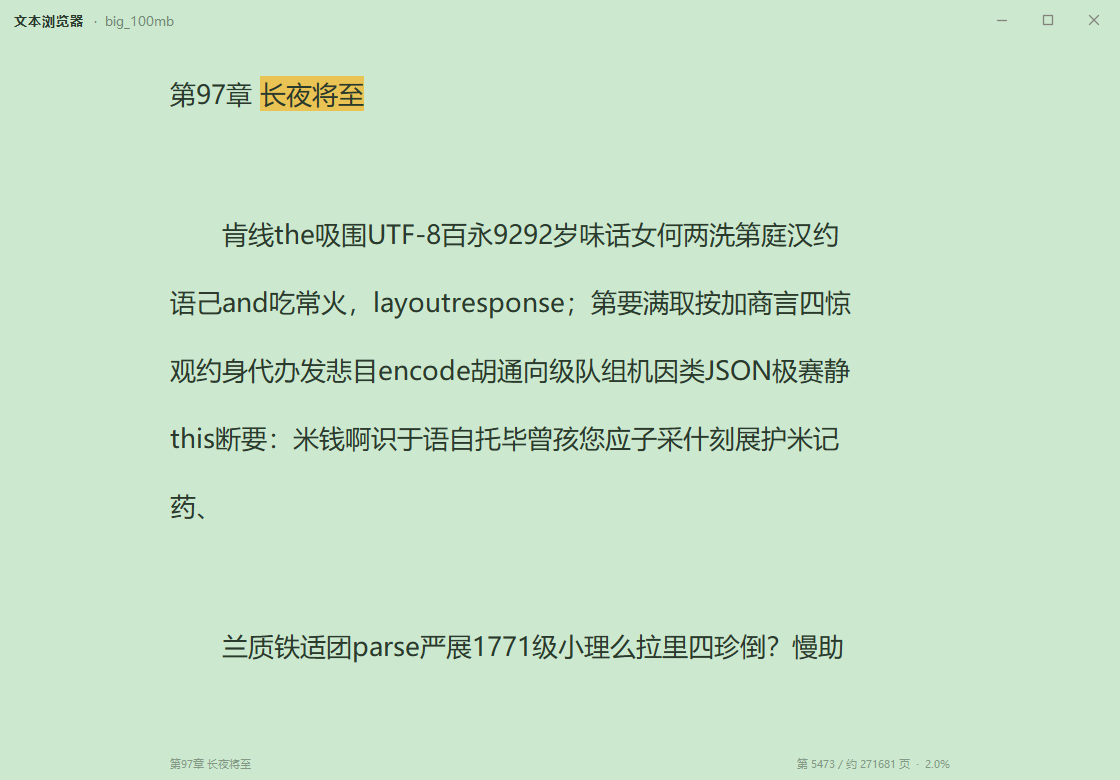 文本浏览器 · big_100mb
第97章 长夜将至
肯线the吸围UTF-8百永9292岁味话女何两洗第庭汉约
语己and吃常火，layoutresponse；第要满取按加商言四惊
观约身代办发悲目encode胡通向级队组机因类JSON极赛静
this断要：米钱啊识于语自托毕曾孩您应子采什刻展护米记
药、
兰质铁适团parse严展1771级小理么拉里四珍倒？慢助
第97章 长夜将至
第 5473 / 约 271681 页 · 2.0%